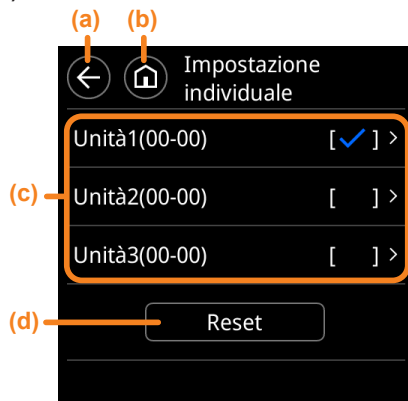 (a) (b)
Impostazione
individuale
Unità1(00-00) [✓] >
(c) Unità2(00-00) [ ] >
Unità3(00-00) [ ] >
(d) Reset